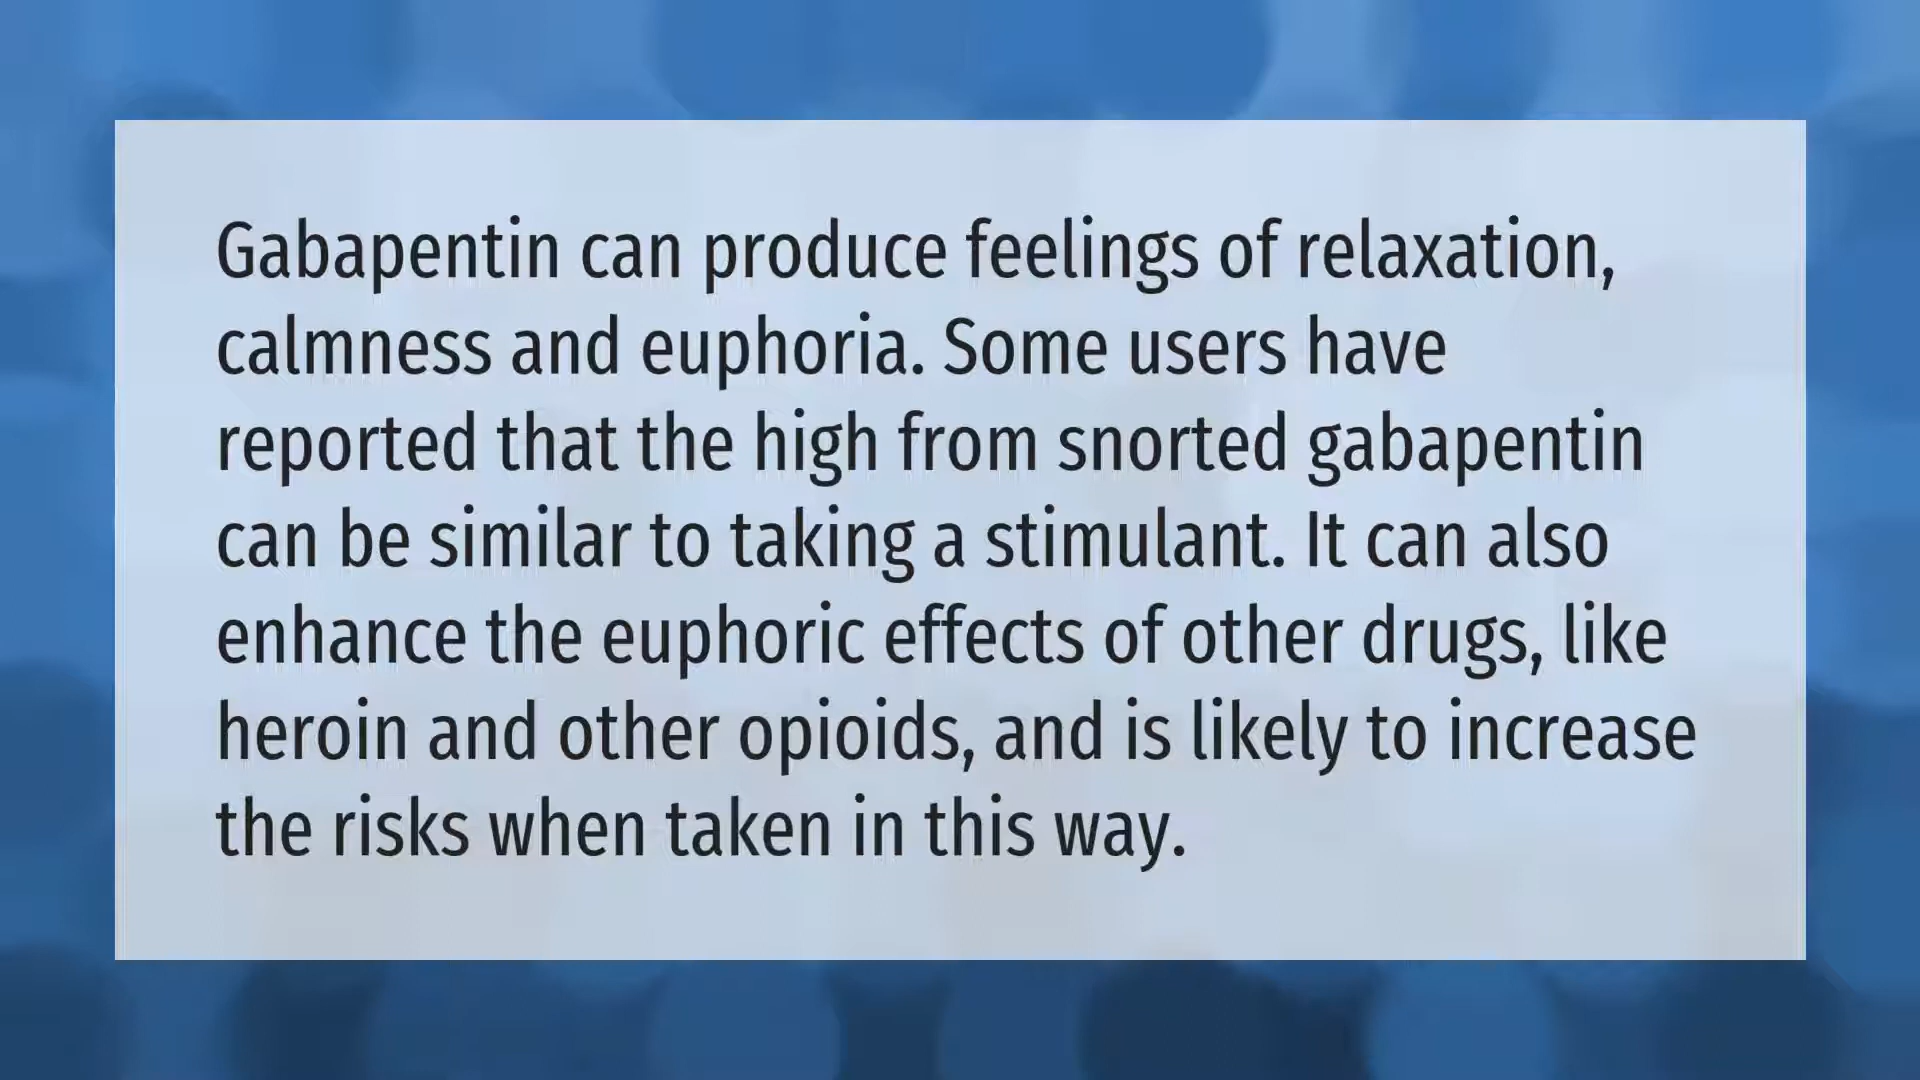 Gabapentin can produce feelings of relaxation,
calmness and euphoria. Some users have
reported that the high from snorted gabapentin
can be similar to taking a stimulant. It can also
enhance the euphoric effects of other drugs, like
heroin and other opioids, and is likely to increase
the risks when taken in this way.